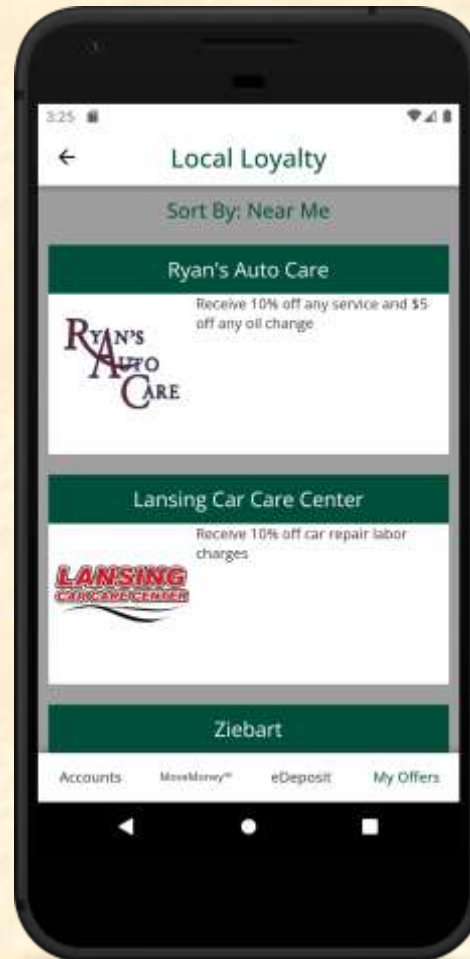 3:25
Local Loyalty
Sort By: Near Me
Ryan's Auto Care
RYAN'S
AUTO
CARE
Receive 10% off any service and $5
off any oil change
Lansing Car Care Center
LANSING
CAR CARE CENTER
Receive 10% off car repair labor
charges
Ziebart
Accounts MoveMoney℠ eDeposit My Offers